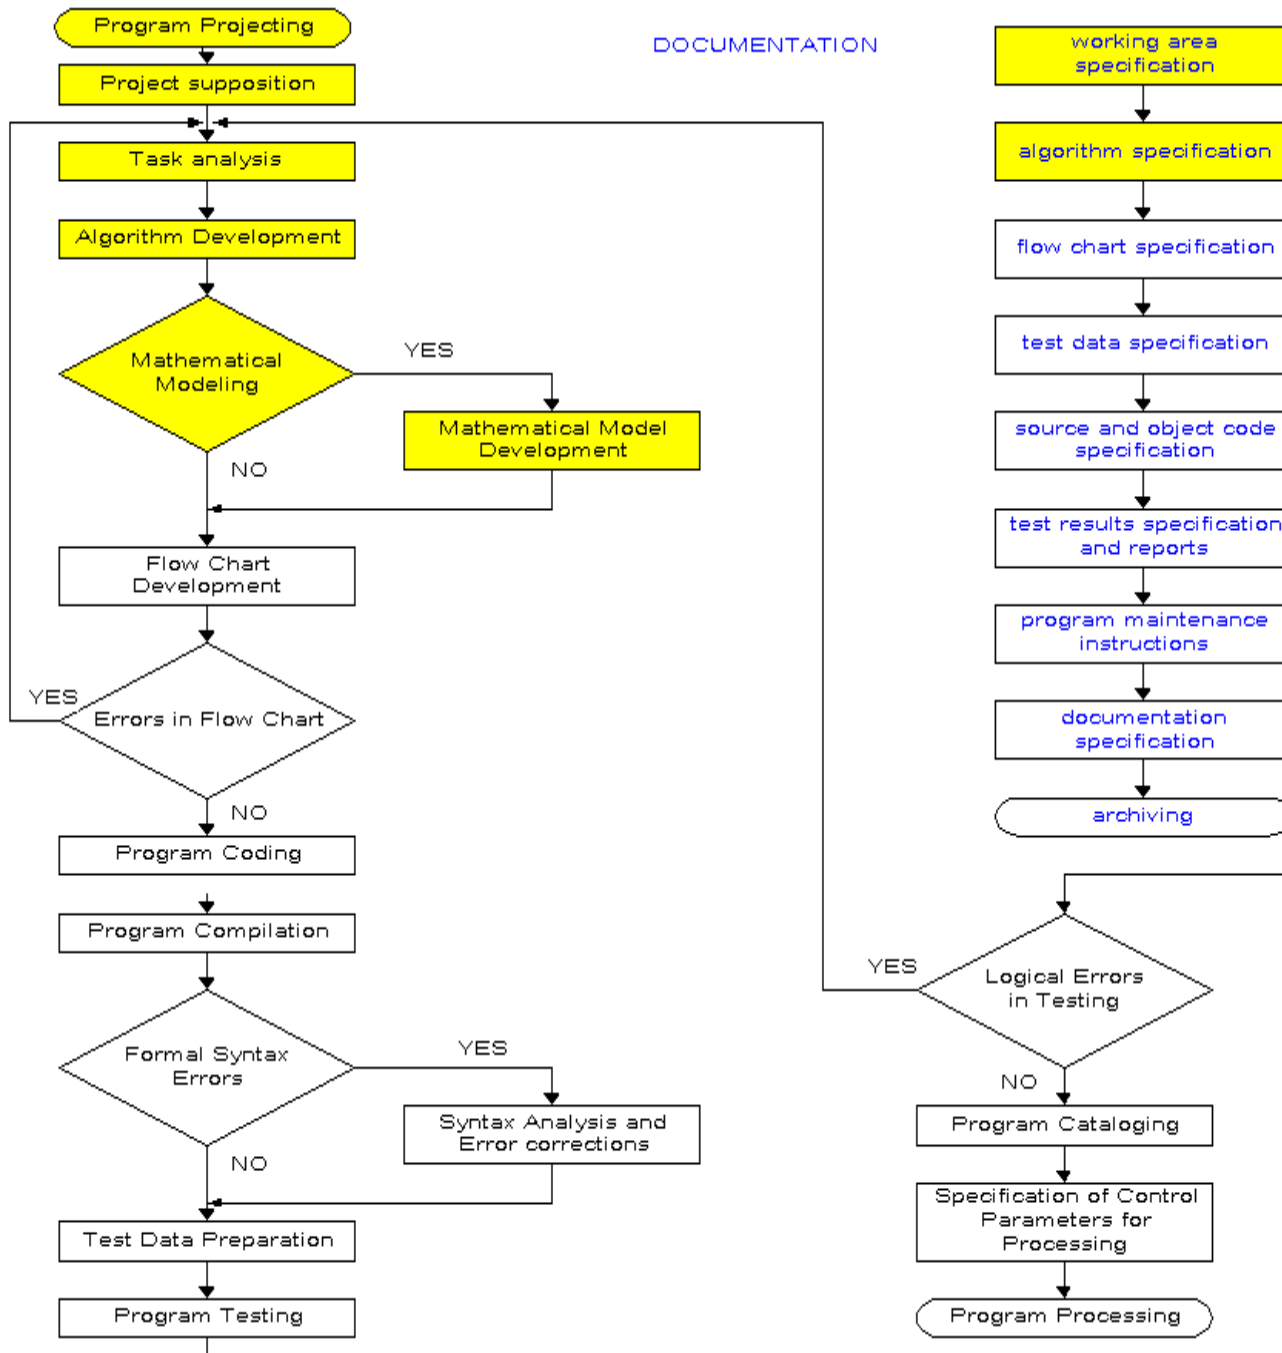 Program Projecting
Project supposition
Task analysis
Algorithm Development
Mathematical
Modeling
YES
Mathematical Model
Development
NO
Flow Chart
Development
YES
Errors in Flow Chart
NO
Program Coding
Program Compilation
Formal Syntax
Errors
YES
Syntax Analysis and
Error corrections
NO
Test Data Preparation
Program Testing
DOCUMENTATION
working area
specification
algorithm specification
flow chart specification
test data specification
source and object code
specification
test results specification
and reports
program maintenance
instructions
documentation
specification
archiving
YES
Logical Errors
in Testing
NO
Program Cataloging
Specification of Control
Parameters for
Processing
Program Processing